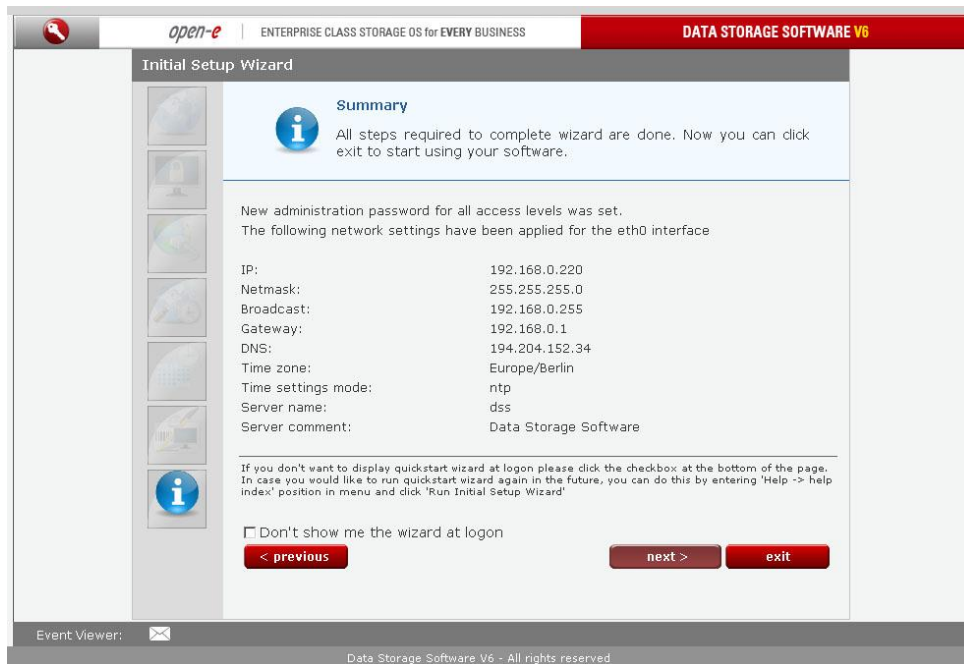 open-e ENTERPRISE CLASS STORAGE OS for EVERY BUSINESS DATA STORAGE SOFTWARE V6
Initial Setup Wizard
Summary
All steps required to complete wizard are done. Now you can click
exit to start using your software.
New administration password for all access levels was set.
The following network settings have been applied for the eth0 interface
IP: 192.168.0.220
Netmask: 255.255.255.0
Broadcast: 192.168.0.255
Gateway: 192.168.0.1
DNS: 194.204.152.34
Time zone: Europe/Berlin
Time settings mode: ntp
Server name: dss
Server comment: Data Storage Software
If you don't want to display quickstart wizard at logon please click the checkbox at the bottom of the page.
In case you would like to run quickstart wizard again in the future, you can do this by entering 'Help -> help
index' position in menu and click 'Run Initial Setup Wizard'
Don't show me the wizard at logon
< previous next > exit
Event Viewer:
Data Storage Software V6 - All rights reserved